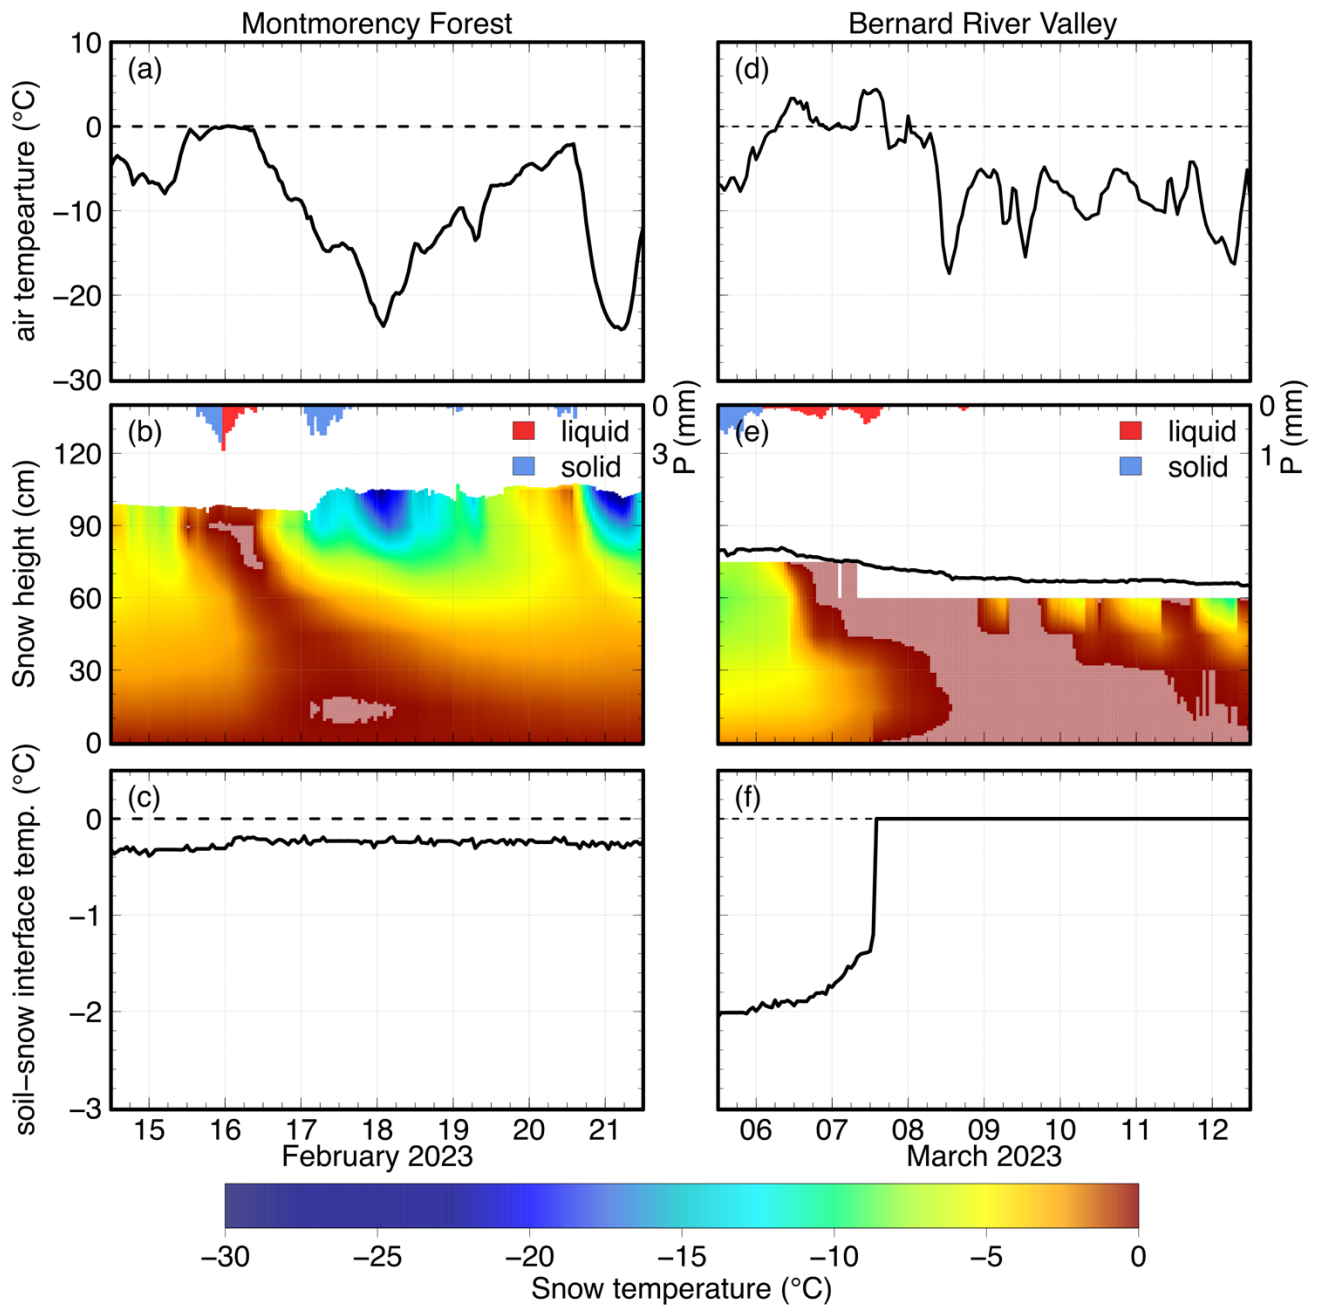 Montmorency Forest
Bernard River Valley
(a)
10
0
−10
−20
−30
air tempearture (°C)
(d)
(b)
liquid
solid
0
3
P (mm)
120
90
60
30
0
Snow height (cm)
(e)
liquid
solid
0
1
P (mm)
(c)
0
−1
−2
−3
soil−snow interface temp. (°C)
(f)
15 16 17 18 19 20 21
February 2023
06 07 08 09 10 11 12
March 2023
−30 −25 −20 −15 −10 −5 0
Snow temperature (°C)